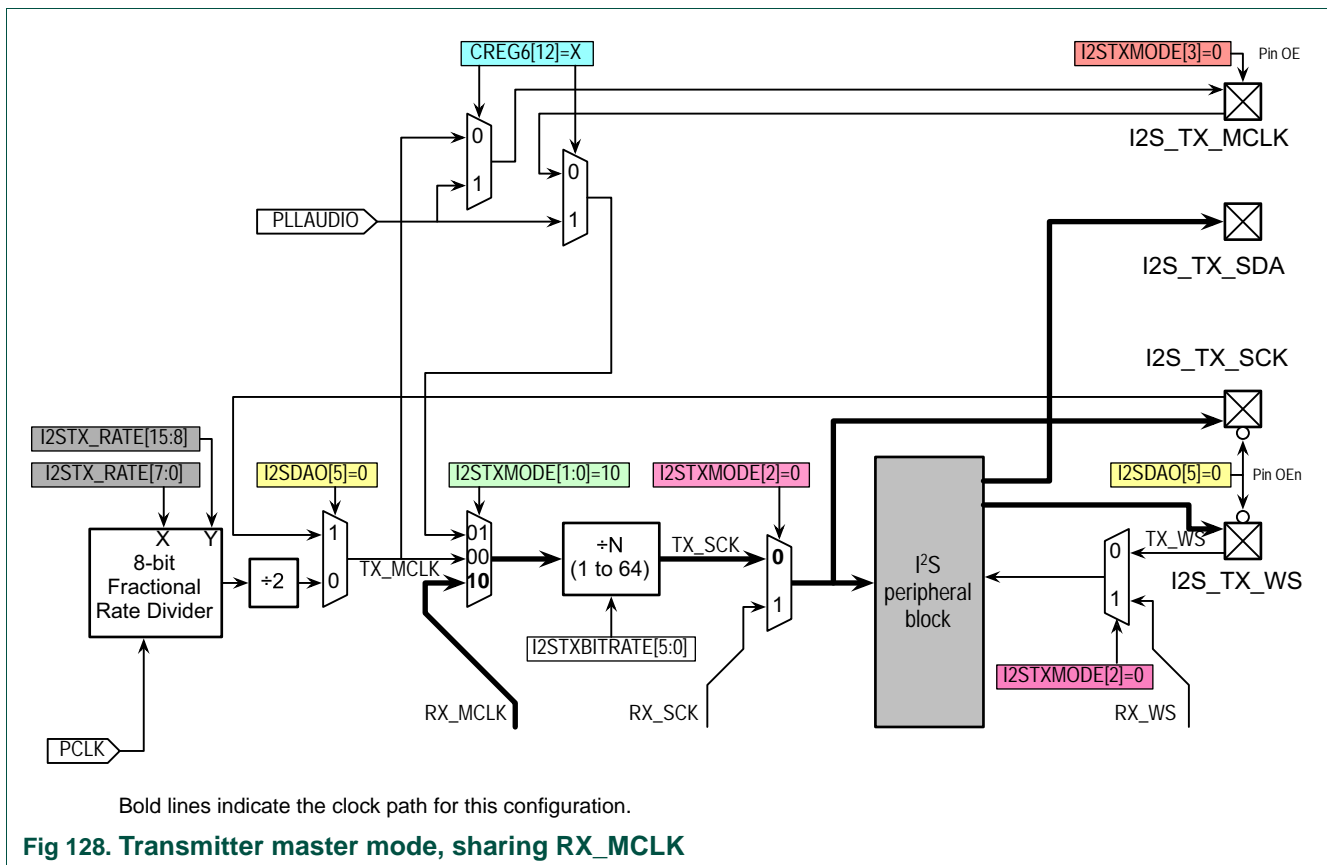 CREG6[12]=X
I2STXMODE[3]=0
Pin OE
0
1
0
1
I2S_TX_MCLK
PLLAUDIO
I2S_TX_SDA
I2S_TX_SCK
I2STX_RATE[15:8]
I2STX_RATE[7:0]
I2SDAO[5]=0
I2STXMODE[1:0]=10
I2STXMODE[2]=0
I2SDAO[5]=0
Pin OEn
X
Y
8-bit
Fractional
Rate Divider
÷2
1
0
TX_MCLK
01
00
10
÷N
(1 to 64)
TX_SCK
0
1
I²S
peripheral
block
0
1
TX_WS
I2S_TX_WS
I2STXBITRATE[5:0]
I2STXMODE[2]=0
RX_MCLK
RX_SCK
RX_WS
PCLK
Bold lines indicate the clock path for this configuration.
Fig 128. Transmitter master mode, sharing RX_MCLK